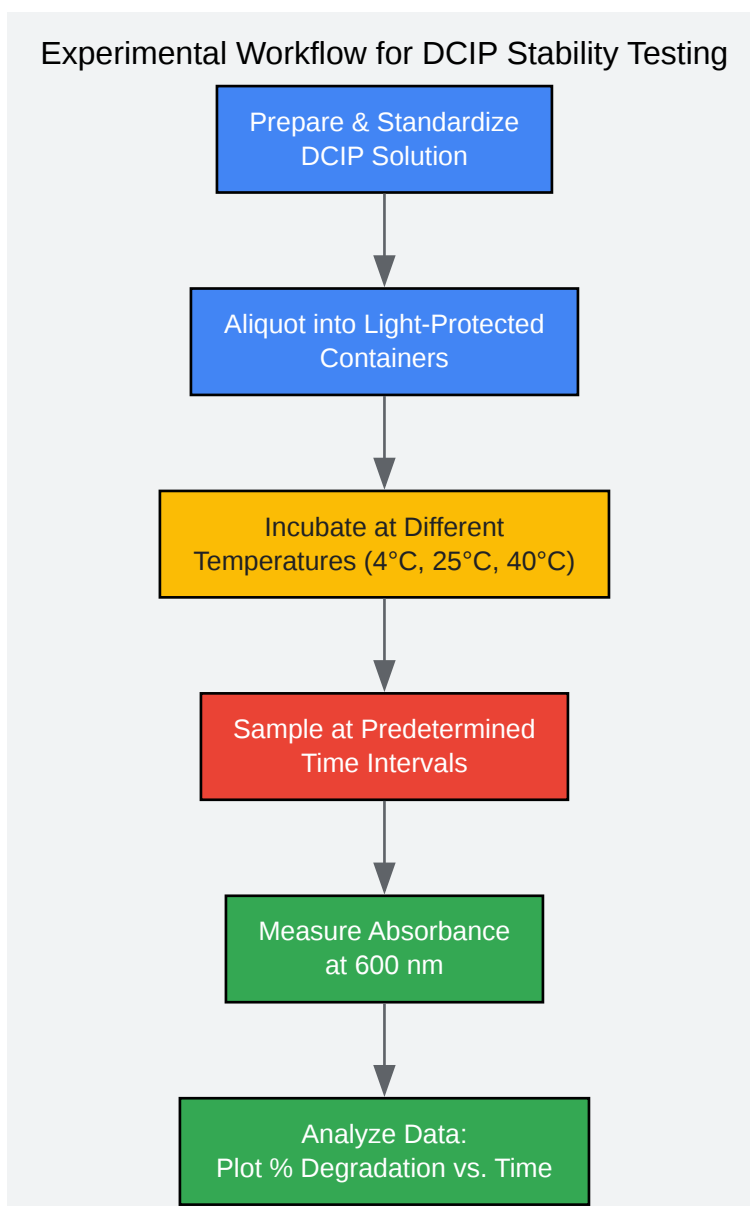 Experimental Workflow for DCIP Stability Testing
Prepare & Standardize
DCIP Solution
Aliquot into Light-Protected
Containers
Incubate at Different
Temperatures (4°C, 25°C, 40°C)
Sample at Predetermined
Time Intervals
Measure Absorbance
at 600 nm
Analyze Data:
Plot % Degradation vs. Time